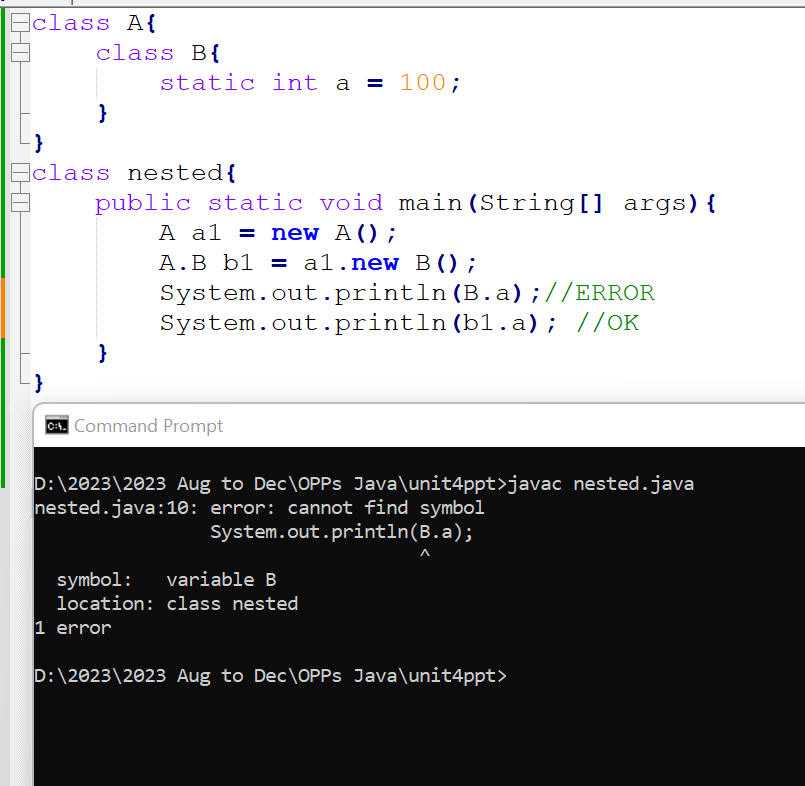 class A{
class B{
static int a = 100;
}
}
class nested{
public static void main(String[] args){
A a1 = new A();
A.B b1 = a1.new B();
System.out.println(B.a);//ERROR
System.out.println(b1.a); //OK
}
}
Command Prompt
D:\2023\2023 Aug to Dec\OPPs Java\unit4ppt>javac nested.java
nested.java:10: error: cannot find symbol
System.out.println(B.a);
^
symbol:   variable B
location: class nested
1 error
D:\2023\2023 Aug to Dec\OPPs Java\unit4ppt>